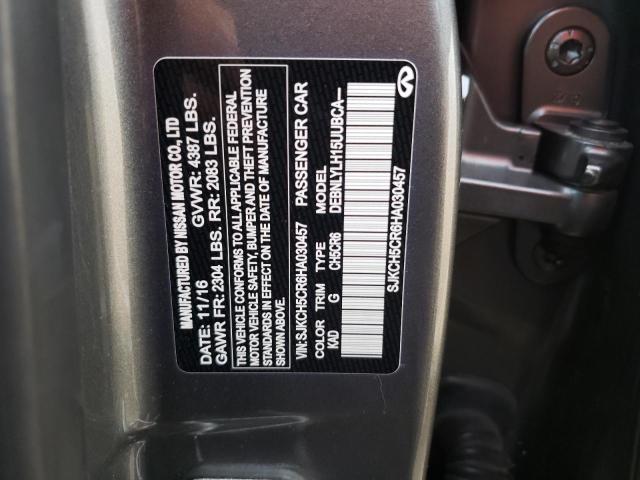 MANUFACTURED BY NISSAN MOTOR CO., LTD
DATE: 11/16 GVWR: 4387 LBS.
GAWR FR: 2304 LBS. RR: 2083 LBS.
THIS VEHICLE CONFORMS TO ALL APPLICABLE FEDERAL
MOTOR VEHICLE SAFETY, BUMPER AND THEFT PREVENTION
STANDARDS IN EFFECT ON THE DATE OF MANUFACTURE
SHOWN ABOVE.
VIN: SJKCH5CR6HA030457 PASSENGER CAR
COLOR TRIM TYPE MODEL
KAD G CH5CR6 DEBNLYLH15UUBCA--
SJKCH5CR6HA030457